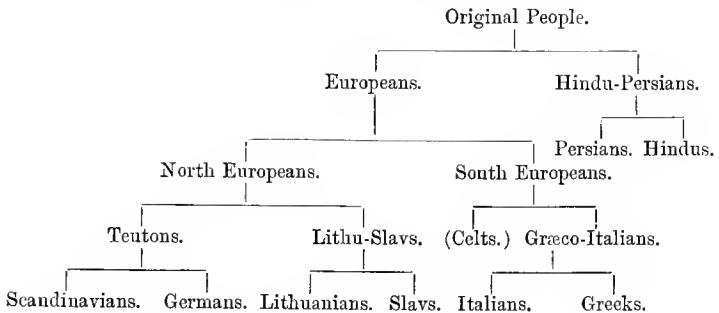 Original People.
Europeans. Hindu-Persians.
Persians. Hindus.
North Europeans. South Europeans.
Teutons. Lithu-Slavs. (Celts.) Græco-Italians.
Scandinavians. Germans. Lithuanians. Slavs. Italians. Greeks.